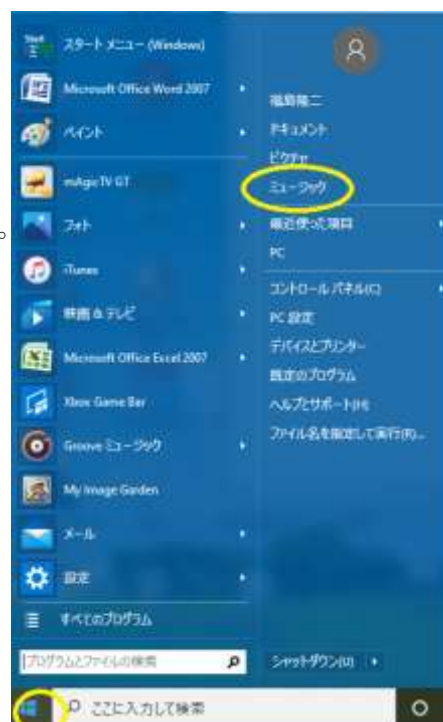 スタート メニュー (Windows)
Microsoft Office Word 2007
ペイント
mAgicTV GT
フォト
iTunes
映画 & テレビ
Microsoft Office Excel 2007
Xbox Game Bar
Groove ミュージック
My Image Garden
メール
設定
すべてのプログラム
プログラムとファイルの検索
福島隆二
ドキュメント
ピクチャ
ミュージック
最近使った項目
PC
コントロール パネル(C)
PC 設定
デバイスとプリンター
既定のプログラム
ヘルプとサポート(H)
ファイル名を指定して実行(R)...
シャットダウン(U)
ここに入力して検索
。